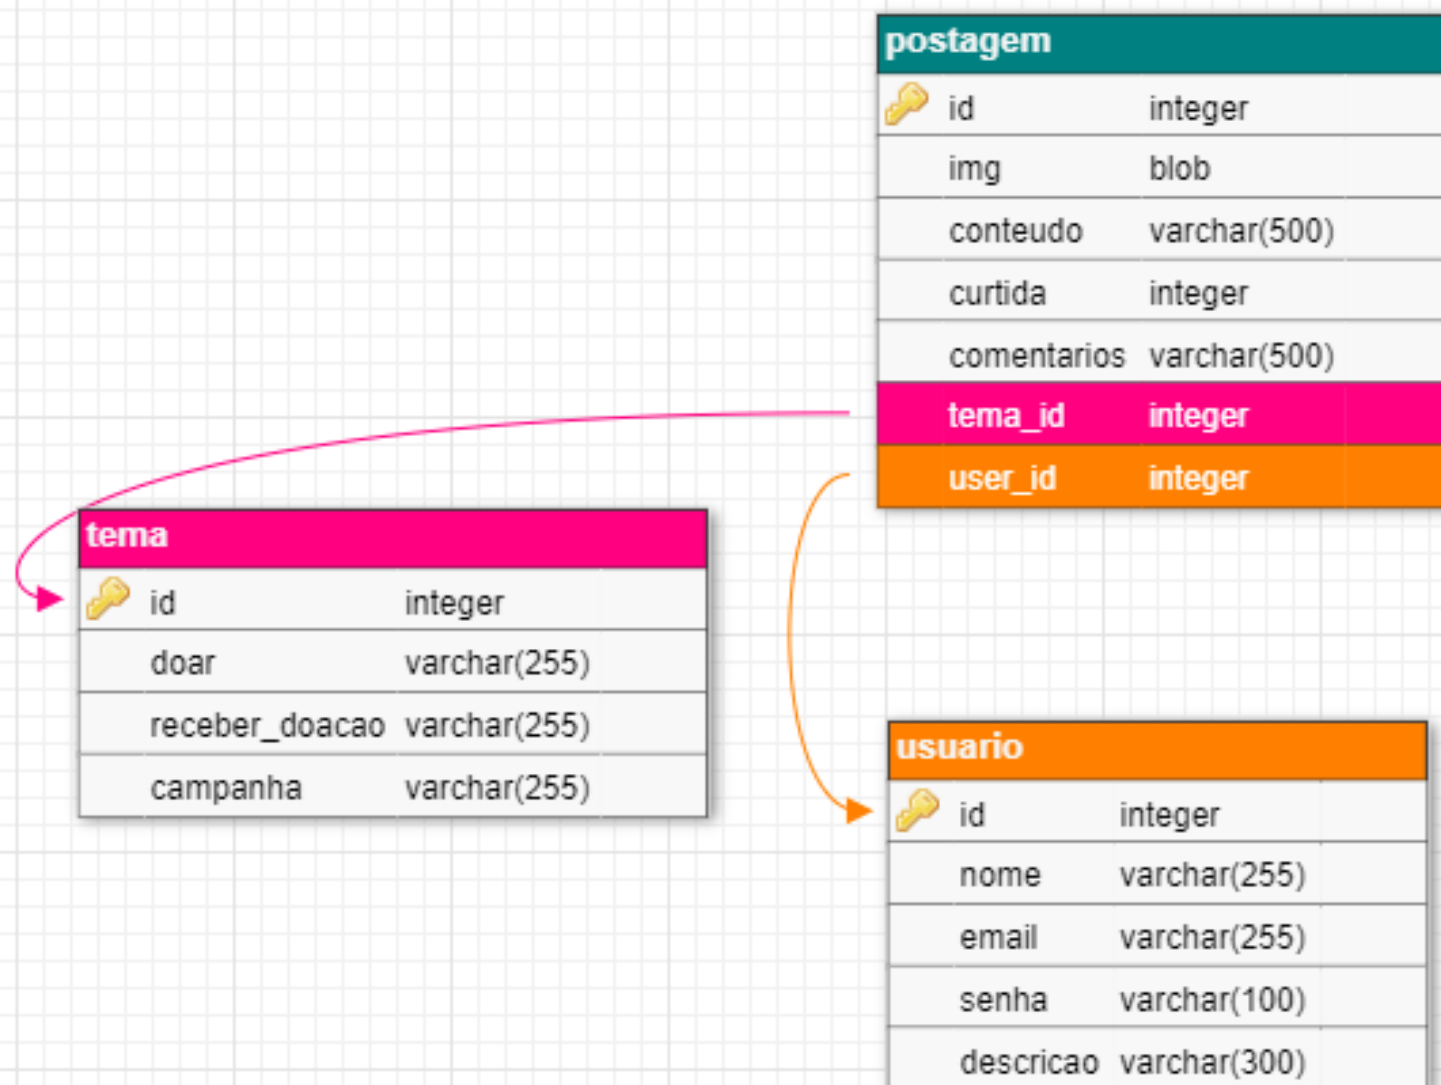 postagem
id integer
img blob
conteudo varchar(500)
curtida integer
comentarios varchar(500)
tema_id integer
user_id integer
tema
id integer
doar varchar(255)
receber_doacao varchar(255)
campanha varchar(255)
usuario
id integer
nome varchar(255)
email varchar(255)
senha varchar(100)
descricao varchar(300)